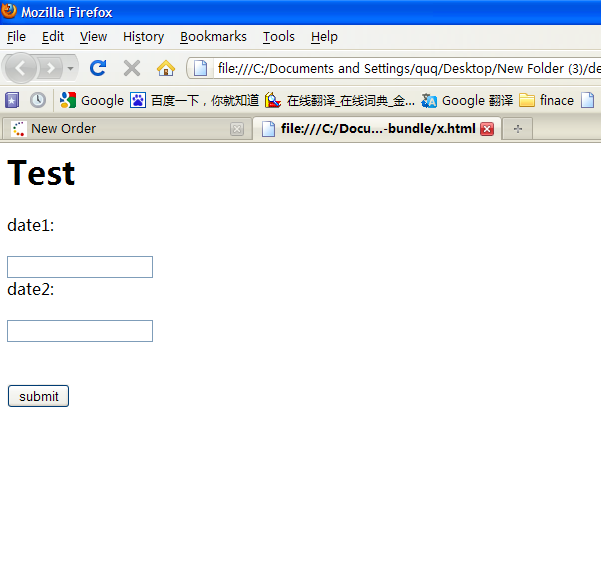 Mozilla Firefox
File Edit View History Bookmarks Tools Help
file:///C:/Documents and Settings/quq/Desktop/New Folder (3)/de
Google 百度一下，你就知道 在线翻译_在线词典_金... Google 翻译 finace
New Order file:///C:/Docu...-bundle/x.html
Test
date1:
date2:
submit